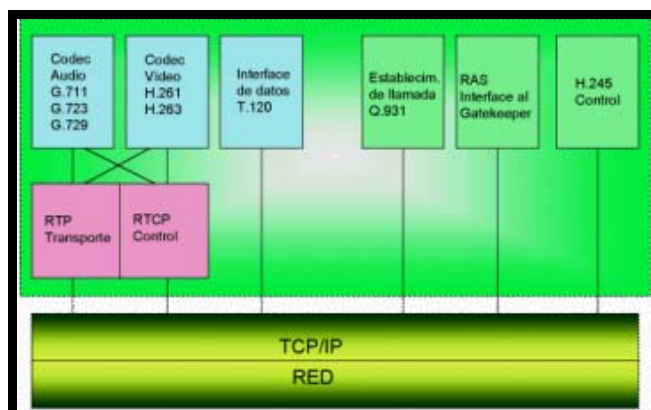 Codec
Audio
G.711
G.723
G.729
Codec
Video
H.261
H.263
Interface
de datos
T.120
Establecim.
de llamada
Q.931
RAS
Interface al
Gatekeeper
H.245
Control
RTP
Transporte
RTCP
Control
TCP/IP
RED